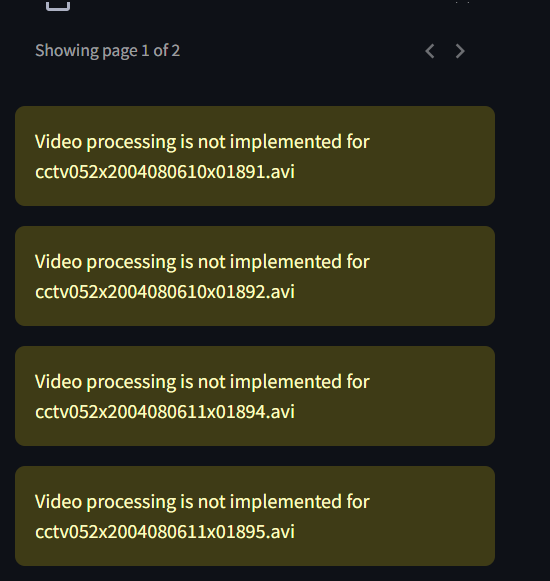 Showing page 1 of 2
Video processing is not implemented for
cctv052x2004080610x01891.avi
Video processing is not implemented for
cctv052x2004080610x01892.avi
Video processing is not implemented for
cctv052x2004080611x01894.avi
Video processing is not implemented for
cctv052x2004080611x01895.avi